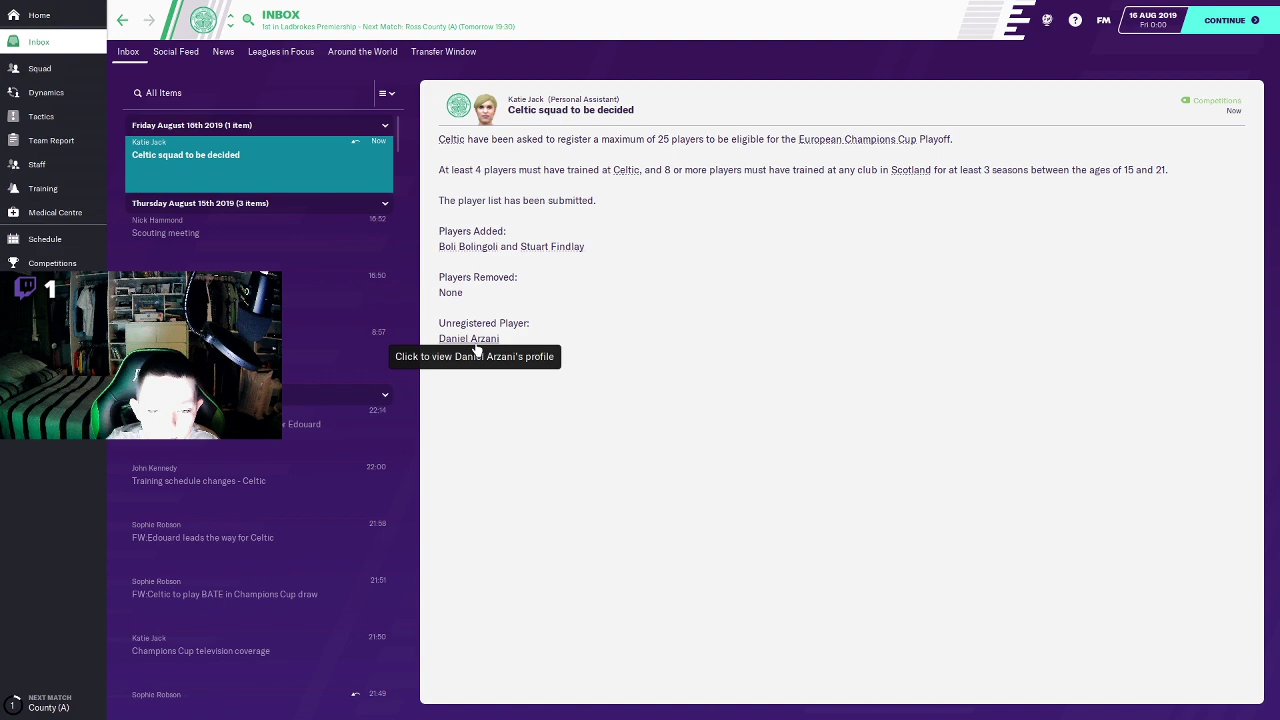 INBOX
1st in Ladbrokes Premiership - Next Match: Ross County (A) (Tomorrow 19:30)
?
FM
16 AUG 2019
Fri 0:00
CONTINUE
Inbox
Squad
Dynamics
Tactics
Team Report
Staff
Training
Medical Centre
Schedule
Competitions
1
NEXT MATCH
1 County (A)
Inbox Social Feed News Leagues in Focus Around the World Transfer Window
All Items
Friday August 16th 2019 (1 item)
Katie Jack Now
Celtic squad to be decided
Thursday August 15th 2019 (3 items)
Nick Hammond 16:52
Scouting meeting
16:50
8:57
22:14
Edouard
John Kennedy 22:00
Training schedule changes - Celtic
Sophie Robson 21:58
FW:Edouard leads the way for Celtic
Sophie Robson 21:51
FW:Celtic to play BATE in Champions Cup draw
Katie Jack 21:50
Champions Cup television coverage
Sophie Robson 21:49
Katie Jack (Personal Assistant)
Celtic squad to be decided
Competitions
Now
Celtic have been asked to register a maximum of 25 players to be eligible for the European Champions Cup Playoff.
At least 4 players must have trained at Celtic, and 8 or more players must have trained at any club in Scotland for at least 3 seasons between the ages of 15 and 21.
The player list has been submitted.
Players Added:
Boli Bolingoli and Stuart Findlay
Players Removed:
None
Unregistered Player:
Daniel Arzani
Click to view Daniel Arzani's profile